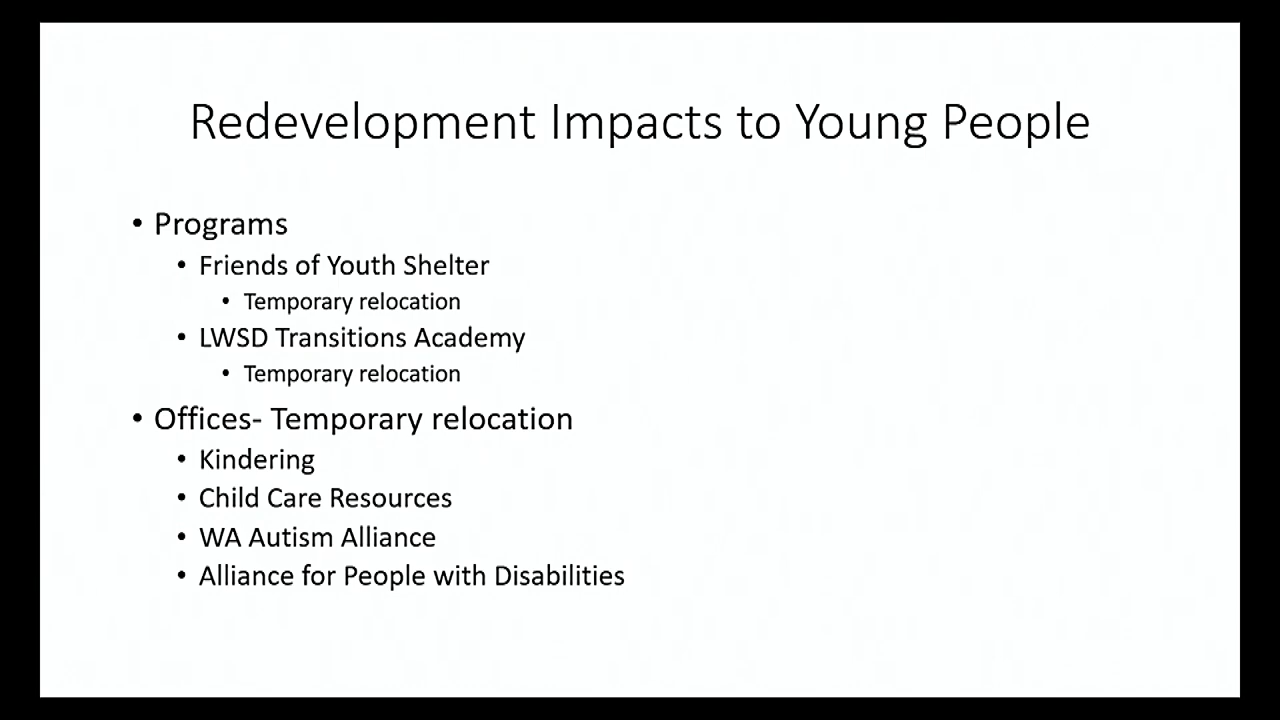 Redevelopment Impacts to Young People
• Programs
• Friends of Youth Shelter
• Temporary relocation
• LWSD Transitions Academy
• Temporary relocation
• Offices- Temporary relocation
• Kindering
• Child Care Resources
• WA Autism Alliance
• Alliance for People with Disabilities